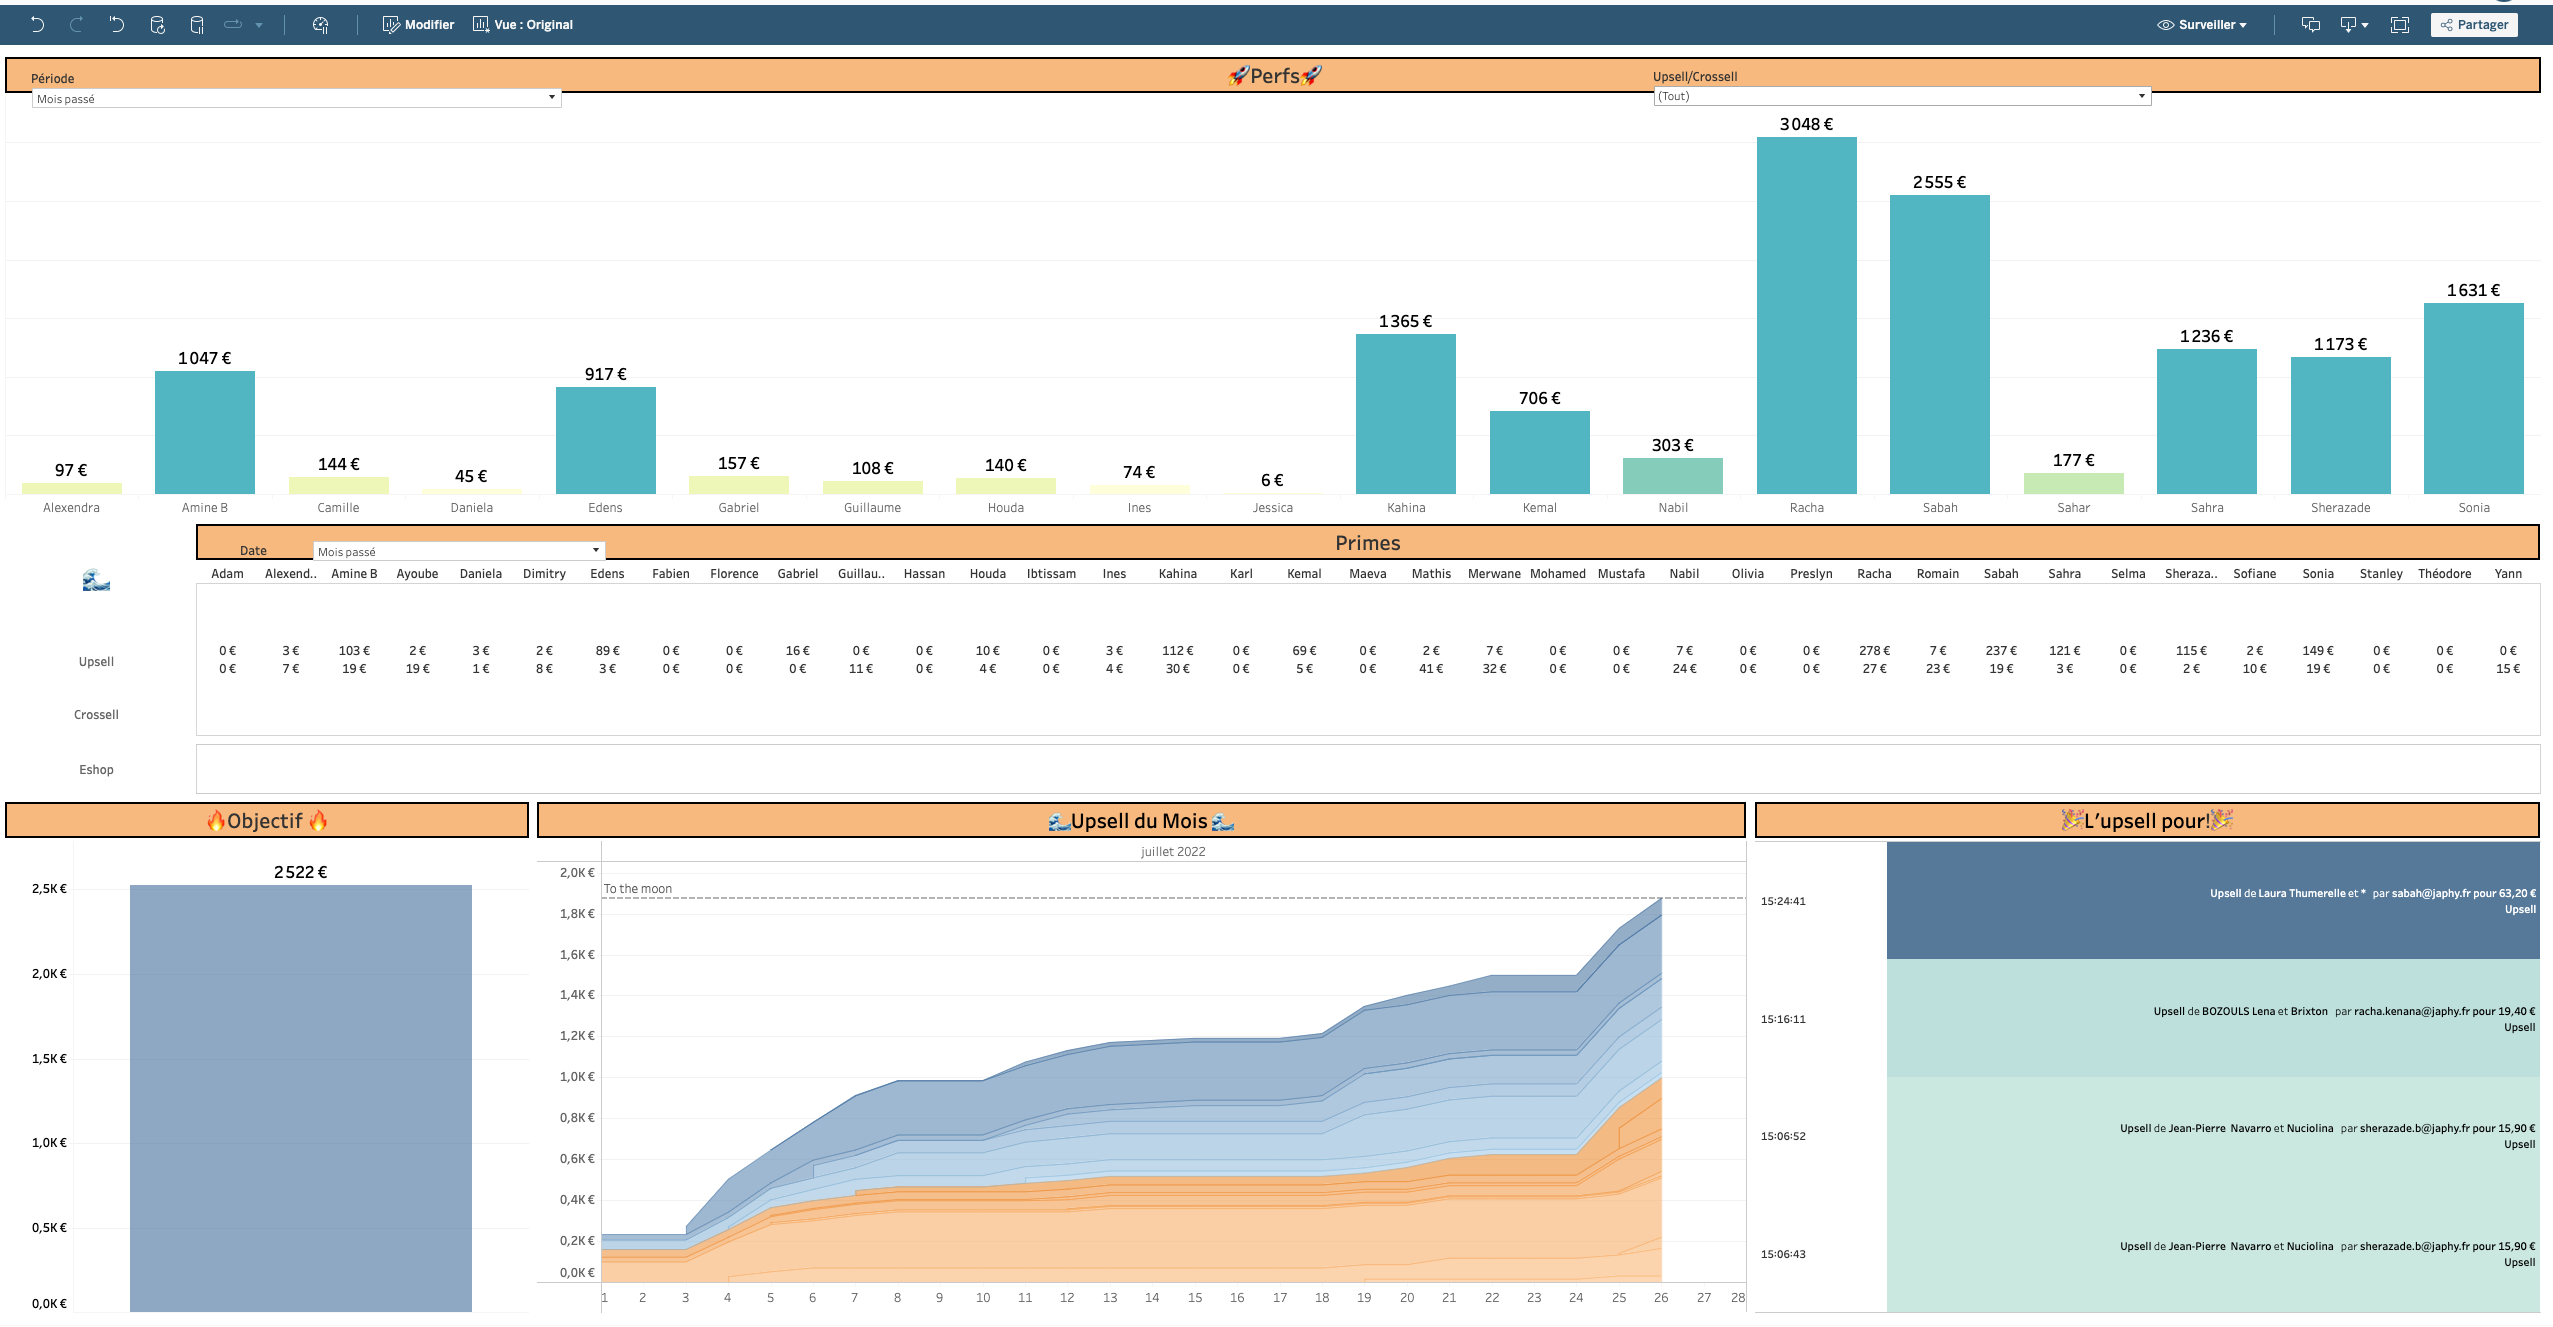 Modifier Vue : Original Surveiller Partager
🚀Perfs🚀
Période Upsell/Crossell
Mois passé (Tout)
97 € 1 047 € 144 € 45 € 917 € 157 € 108 € 140 € 74 € 6 € 1 365 € 706 € 303 € 3 048 € 2 555 € 177 € 1 236 € 1 173 € 1 631 €
Alexendra Amine B Camille Daniela Edens Gabriel Guillaume Houda Ines Jessica Kahina Kemal Nabil Racha Sabah Sahar Sahra Sherazade Sonia
Primes
Date Mois passé
Adam Alexend.. Amine B Ayoube Daniela Dimitry Edens Fabien Florence Gabriel Guillau.. Hassan Houda Ibtissam Ines Kahina Karl Kemal Maeva Mathis Merwane Mohamed Mustafa Nabil Olivia Preslyn Racha Romain Sabah Sahra Selma Sheraza.. Sofiane Sonia Stanley Théodore Yann
0 € 3 € 103 € 2 € 3 € 2 € 89 € 0 € 0 € 16 € 0 € 0 € 10 € 0 € 3 € 112 € 0 € 69 € 0 € 2 € 7 € 0 € 0 € 7 € 0 € 0 € 278 € 7 € 237 € 121 € 0 € 115 € 2 € 149 € 0 € 0 € 0 €
Upsell
0 € 7 € 19 € 19 € 1 € 8 € 3 € 0 € 0 € 0 € 11 € 0 € 4 € 0 € 4 € 30 € 0 € 5 € 0 € 41 € 32 € 0 € 0 € 24 € 0 € 0 € 27 € 23 € 19 € 3 € 0 € 2 € 10 € 19 € 0 € 0 € 15 €
Crossell
Eshop
🔥Objectif 🔥
2 522 €
2,5K €
2,0K €
1,5K €
1,0K €
0,5K €
0,0K €
🌊Upsell du Mois🌊
juillet 2022
2,0K €
To the moon
1,8K €
1,6K €
1,4K €
1,2K €
1,0K €
0,8K €
0,6K €
0,4K €
0,2K €
0,0K €
1 2 3 4 5 6 7 8 9 10 11 12 13 14 15 16 17 18 19 20 21 22 23 24 25 26 27 28
🎉L'upsell pour!🎉
Upsell de Laura Thumerelle et * par sabah@japhy.fr pour 63,20 €
15:24:41
Upsell
Upsell de BOZOULS Lena et Brixton par racha.kenana@japhy.fr pour 19,40 €
15:16:11
Upsell
Upsell de Jean-Pierre Navarro et Nuciolina par sherazade.b@japhy.fr pour 15,90 €
15:06:52
Upsell
Upsell de Jean-Pierre Navarro et Nuciolina par sherazade.b@japhy.fr pour 15,90 €
15:06:43
Upsell